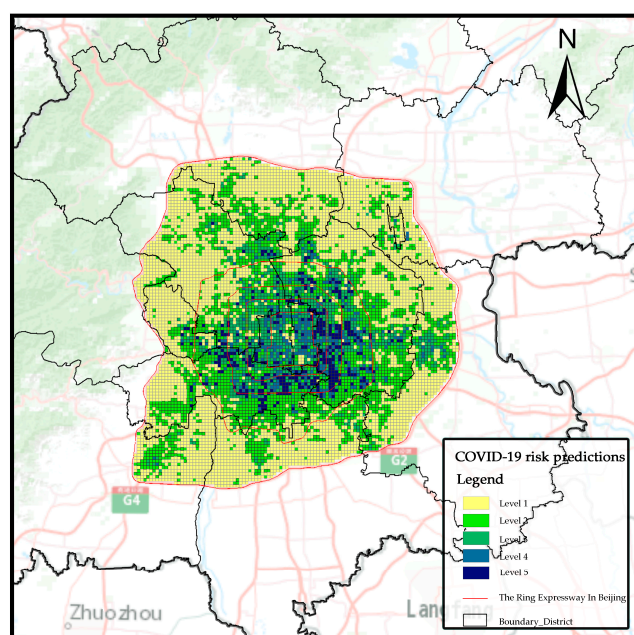 N
G2
COVID-19 risk predictions
Legend
Level 1
Level 2
Level 3
Level 4
Level 5
The Ring Expressway In Beijing
Boundary_District
G4
Zhuozhou
Langfang
S